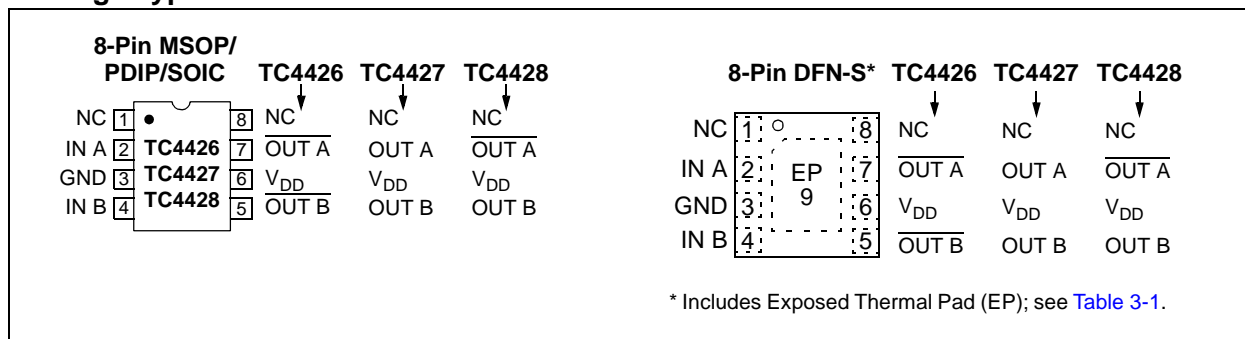 8-Pin MSOP/
PDIP/SOIC TC4426 TC4427 TC4428
NC 1 8 NC NC NC
IN A 2 TC4426 7 OUT A OUT A OUT A
GND 3 TC4427 6 VDD VDD VDD
IN B 4 TC4428 5 OUT B OUT B OUT B
8-Pin DFN-S* TC4426 TC4427 TC4428
NC 1 8 NC NC NC
IN A 2 EP 7 OUT A OUT A OUT A
GND 3 9 6 VDD VDD VDD
IN B 4 5 OUT B OUT B OUT B
* Includes Exposed Thermal Pad (EP); see Table 3-1.